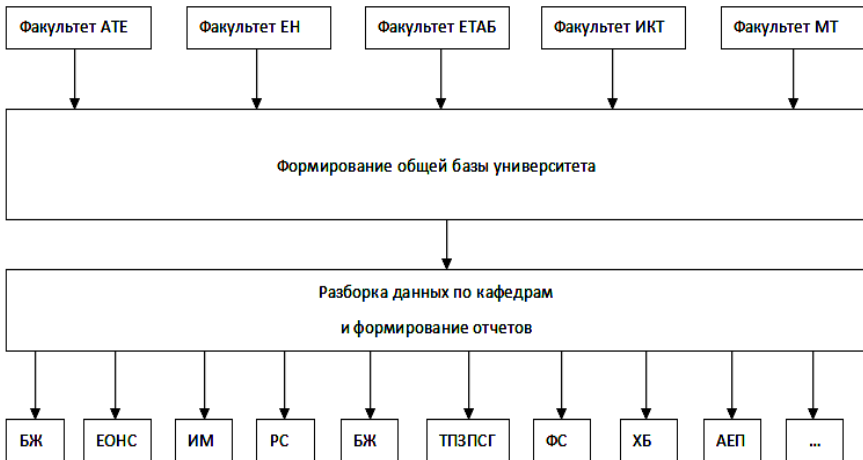 Факультет АТЕ
Факультет ЕН
Факультет ЕТАБ
Факультет ИКТ
Факультет МТ
Формирование общей базы университета
Разборка данных по кафедрам
и формирование отчетов
БЖ
ЕОНС
ИМ
РС
БЖ
ТПЗПСГ
ФС
ХБ
АЕП
...